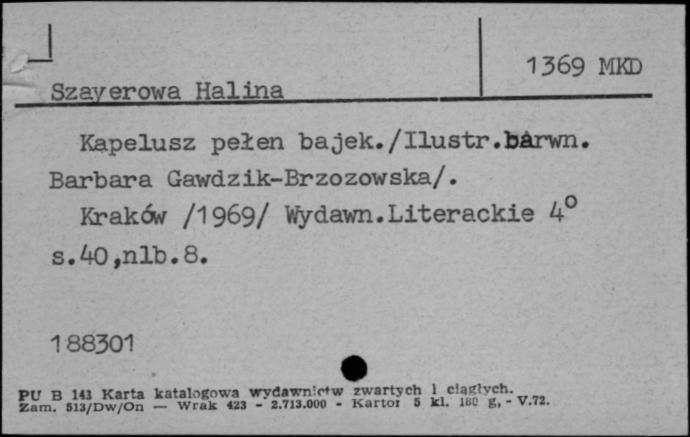 1369 MKD
Szayerowa Halina
Kapelusz pełen bajek./Ilustr.barwn.
Barbara Gawdzik-Brzozowska/.
Kraków /1969/ Wydawn.Literackie 4°
s.40,nlb.8.
188301
PU B 143 Karta katalogowa wydawnictw zwartych i ciągłych.
Zam. 513/Dw/On — Wrak 423 - 2.713.000 - Karton 5 kl. 180 g, - V.72.